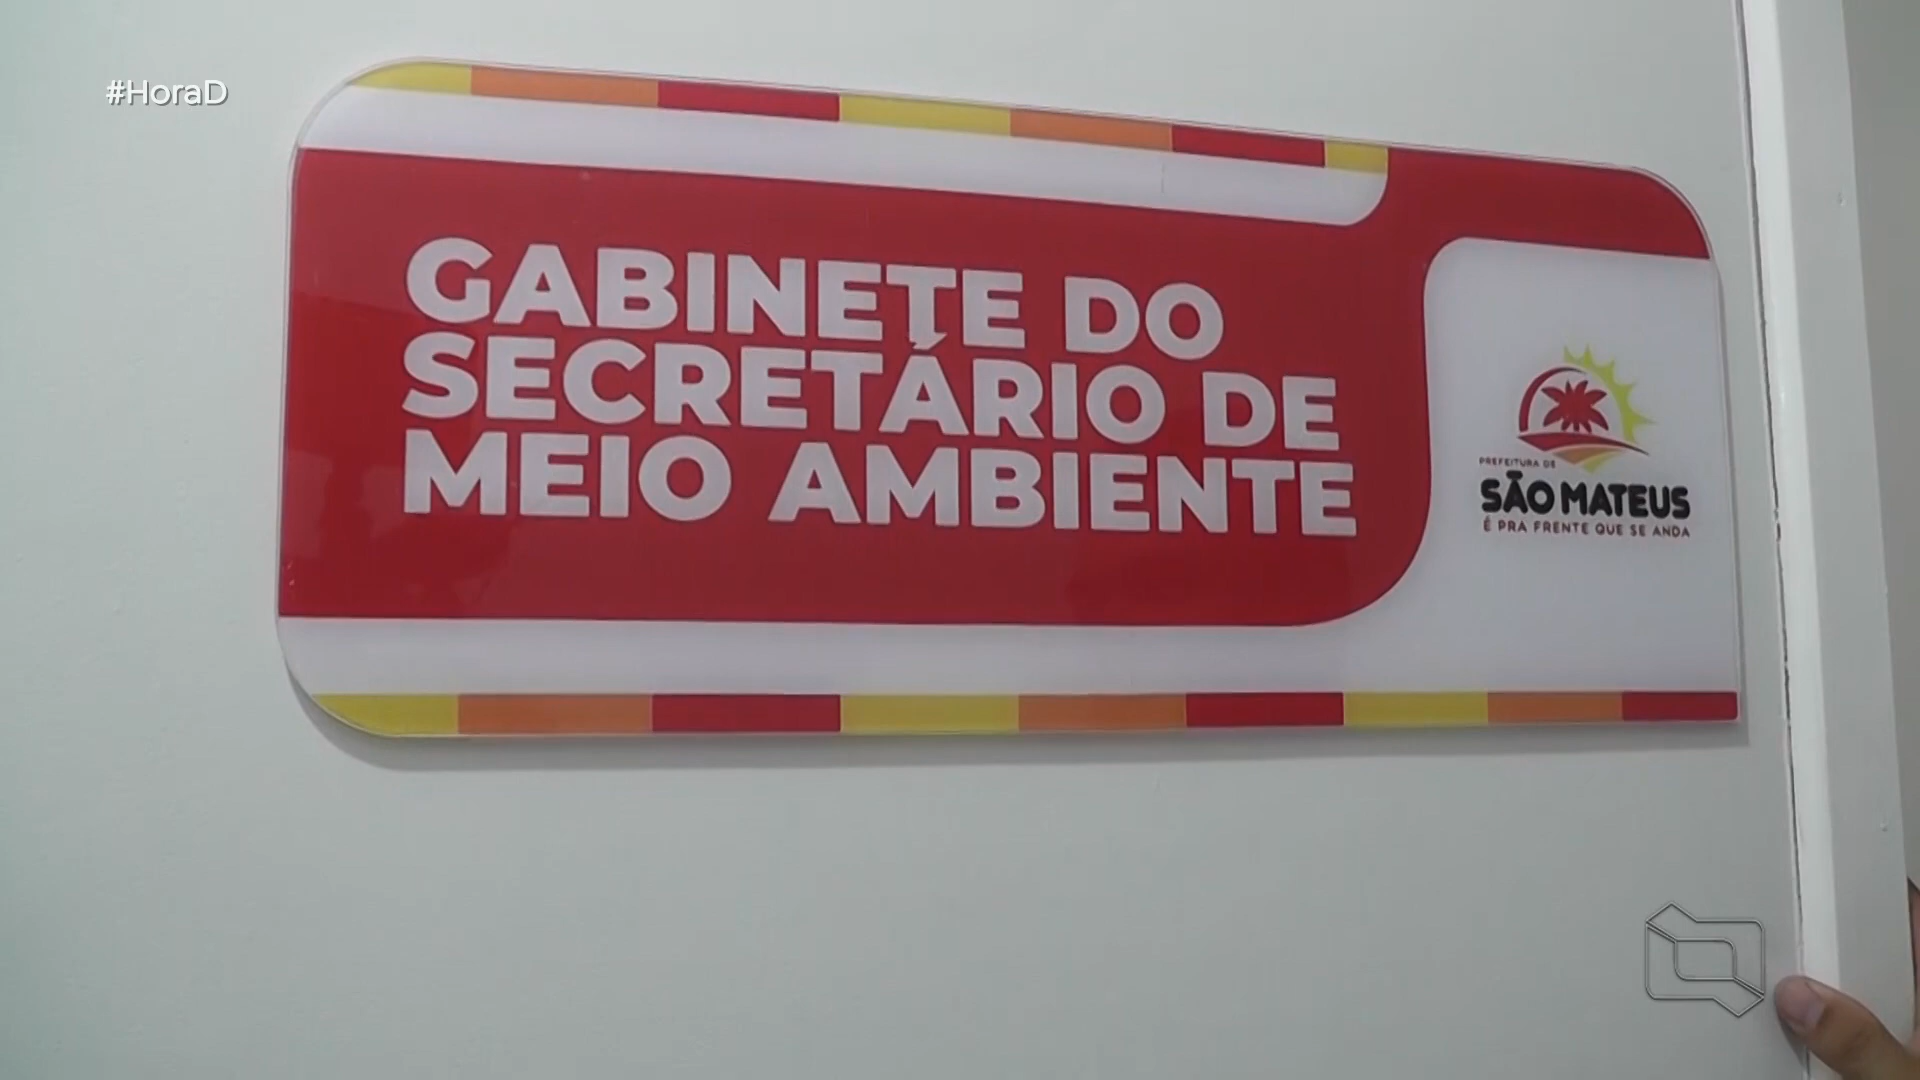 #HoraD
GABINETE DO
SECRETÁRIO DE
MEIO AMBIENTE
PREFEITURA DE
SÃO MATEUS
É PRA FRENTE QUE SE ANDA